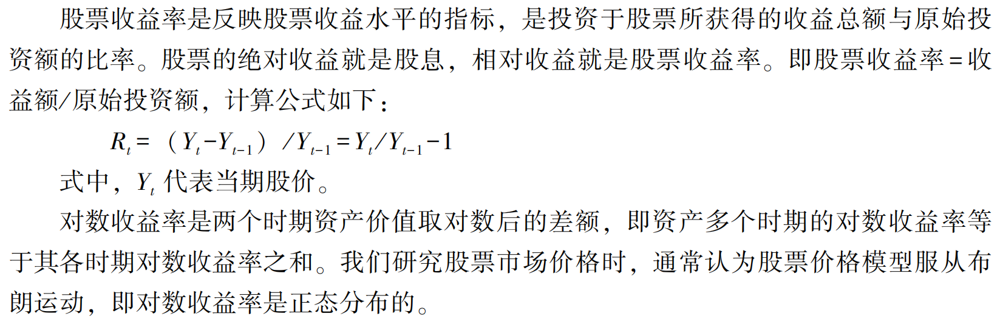 股票收益率是反映股票收益水平的指标，是投资于股票所获得的收益总额与原始投
资额的比率。股票的绝对收益就是股息，相对收益就是股票收益率。即股票收益率=收
益额/原始投资额，计算公式如下：
Rₜ=（Yₜ-Yₜ₋₁）/Yₜ₋₁=Yₜ/Yₜ₋₁-1
式中，Yₜ 代表当期股价。
对数收益率是两个时期资产价值取对数后的差额，即资产多个时期的对数收益率等
于其各时期对数收益率之和。我们研究股票市场价格时，通常认为股票价格模型服从布
朗运动，即对数收益率是正态分布的。